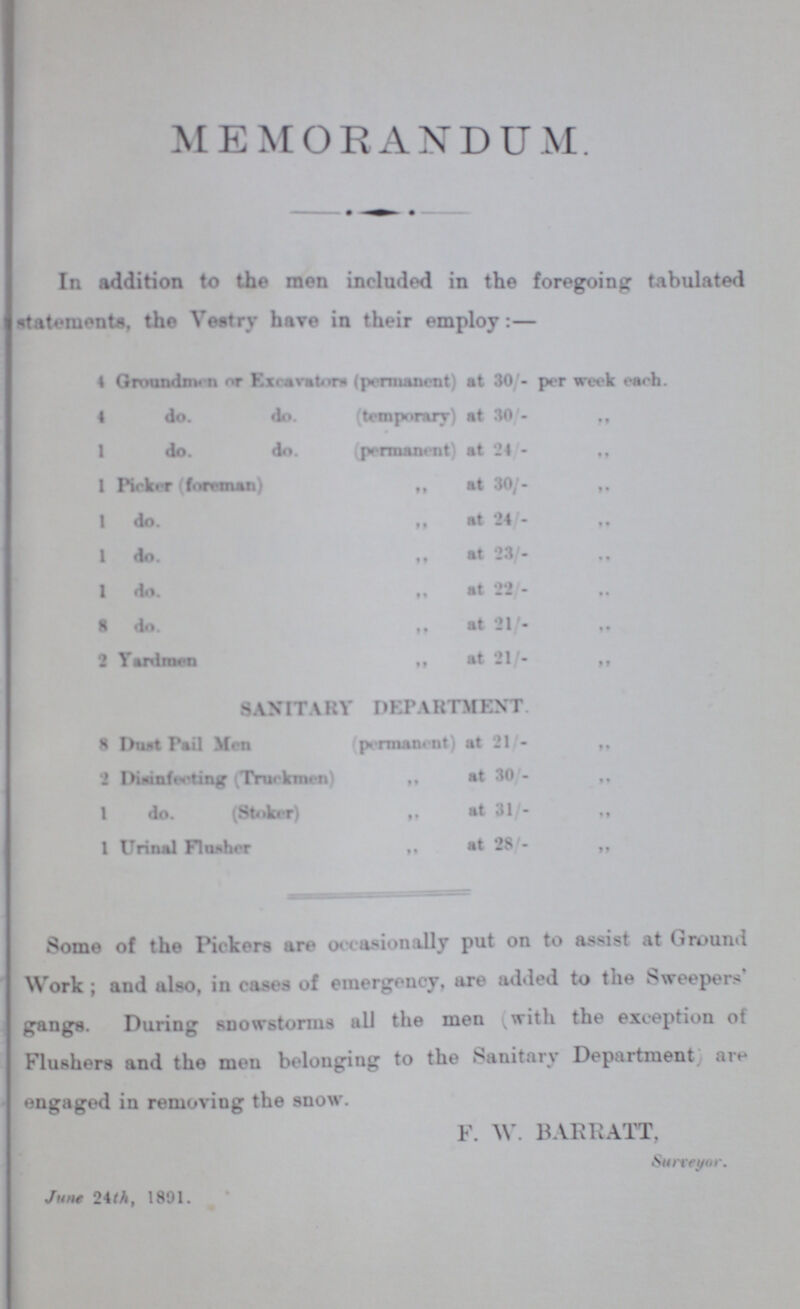 MEMORANDUM.
In addition to the men included in the foregoing tabulated
statements, the Vestry have in their employ:—
4 Groundmen or Excavators (permanent) at 30/- per week each.
4 do. do. (temporary) at 30/- ,,
1 do. do. (permanent) at 24/- ,,
1 Picker (foreman) ,, at 30/- ,,
1 do. ,, at 24/- ,,
1 do. ,, at 23/- ,,
1 do. ,, at 22/- ,,
8 do. ,, at 21/- ,,
2 Yardmen ,, at 21/- ,,
SANITARY DEPARTMENT.
8 Dust Pail Men (permanent) at 21/- ,,
2 Disinfecting (Truckmen) ,, at 30/- ,,
1 do. (Stoker) ,, at 31/- ,,
1 Urinal Flusher ,, at 28/- ,,
Some of the Pickers are occasionally put on to assist at Ground
Work; and also, in cases of emergency, are added to the Sweepers'
gangs. During snowstorms all the men (with the exception of
Flushers and the men belonging to the Sanitary Department) are
engaged in removing the snow.
F. W. BARRATT,
Surveyor.
June 24th, 1891.